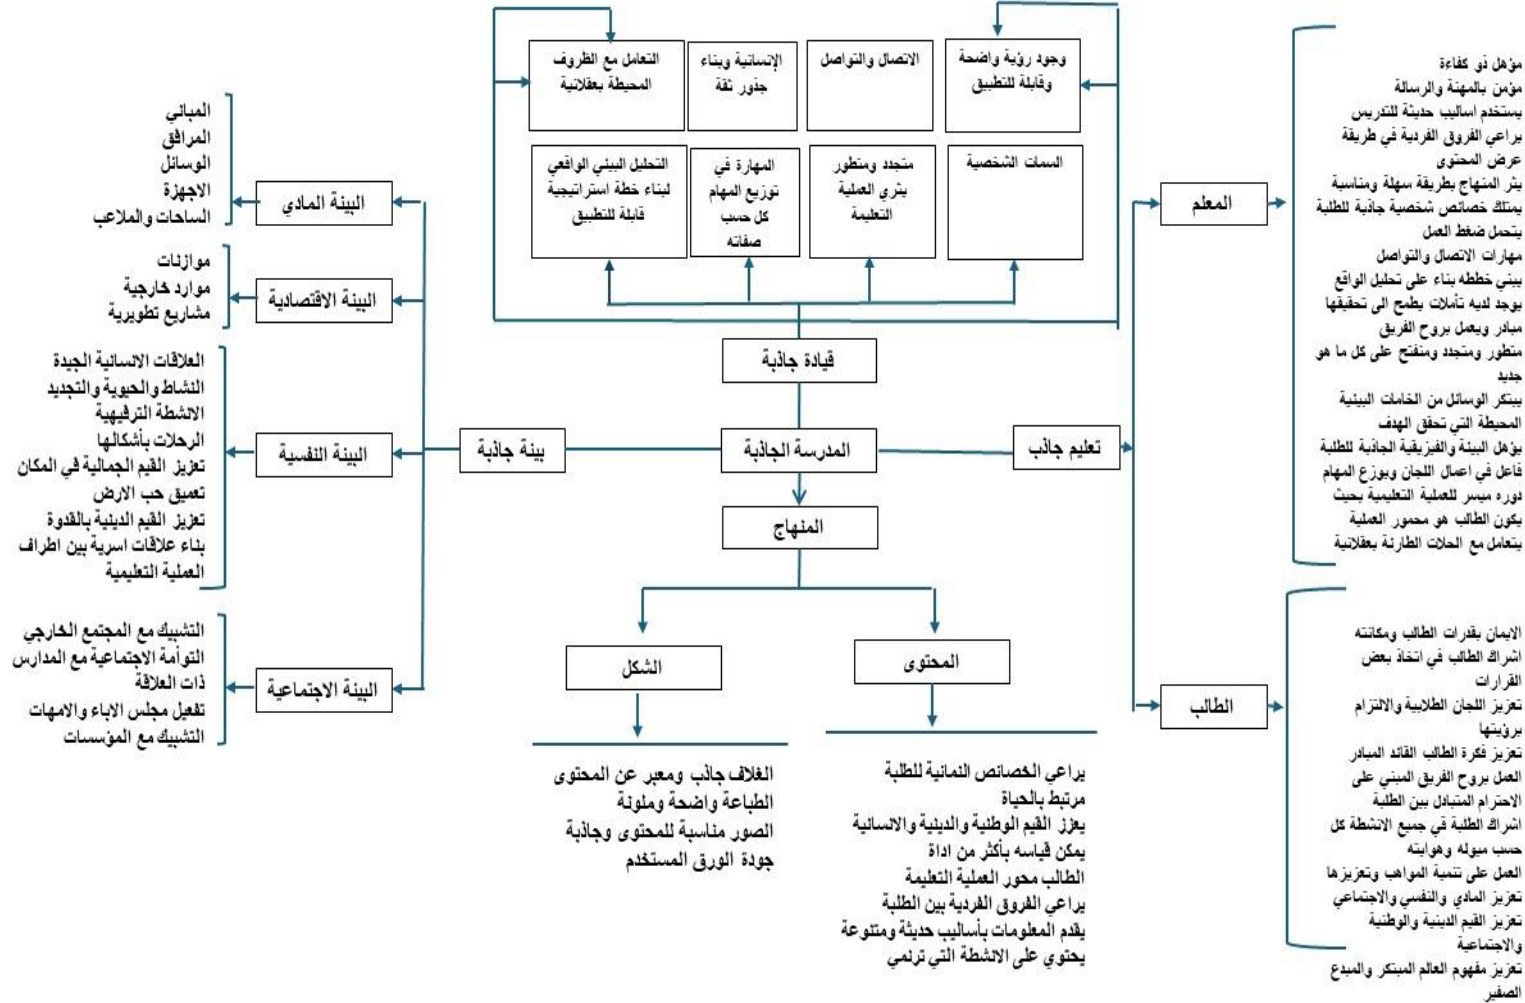 وجود رؤية واضحة
وقابلة للتطبيق
الاتصال والتواصل
الإنسانية وبناء
جذور ثقة
التعامل مع الظروف
المحيطة بعقلانية
السمات الشخصية
متجدد ومتطور
يثري العملية
التعليمة
المهارة في
توزيع المهام
كل حسب
صفاته
التحليل البيئي الواقعي
لبناء خطة استراتيجية
قابلة للتطبيق
قيادة جاذبة
المدرسة الجاذبة
تعليم جاذب
المعلم
مؤهل ذو كفاءة
مؤمن بالمهنة والرسالة
يستخدم اساليب حديثة للتدريس
يراعي الفروق الفردية في طريقة
عرض المحتوى
يثر المنهاج بطريقة سهلة ومناسبة
يمتلك خصائص شخصية جاذبة للطلبة
يتحمل ضغط العمل
مهارات الاتصال والتواصل
يبني خططه بناء على تحليل الواقع
يوجد لديه تأملات يطمح الى تحقيقها
مبادر ويعمل بروح الفريق
متطور ومتجدد ومنفتح على كل ما هو
جديد
يبتكر الوسائل من الخامات البيئية
المحيطة التي تحقق الهدف
يؤهل البيئة والفيزيقية الجاذبة للطلبة
فاعل في اعمال اللجان ويوزع المهام
دوره ميسر للعملية التعليمية بحيث
يكون الطالب هو محمور العملية
يتعامل مع الحلات الطارئة بعقلانية
الطالب
الايمان بقدرات الطالب ومكانته
اشراك الطالب في اتخاذ بعض
القرارات
تعزيز اللجان الطلابية والالتزام
برؤيتها
تعزيز فكرة الطالب القائد المبادر
العمل بروح الفريق المبني على
الاحترام المتبادل بين الطلبة
اشراك الطلبة في جميع الانشطة كل
حسب ميوله وهوايته
العمل على تنمية المواهب وتعزيزها
تعزيز المادي والنفسي والاجتماعي
تعزيز القيم الدينية والوطنية
والاجتماعية
تعزيز مفهوم العالم المبتكر والمبدع
الصغير
بيئة جاذبة
البيئة المادي
المباني
المرافق
الوسائل
الاجهزة
الساحات والملاعب
البيئة الاقتصادية
موازنات
موارد خارجية
مشاريع تطويرية
البيئة النفسية
العلاقات الانسانية الجيدة
النشاط والحيوية والتجديد
الانشطة الترفيهية
الرحلات بأشكالها
تعزيز القيم الجمالية في المكان
تعميق حب الارض
تعزيز القيم الدينية بالقدوة
بناء علاقات اسرية بين اطراف
العملية التعليمية
البيئة الاجتماعية
التشبيك مع المجتمع الخارجي
التوأمة الاجتماعية مع المدارس
ذات العلاقة
تفعيل مجلس الاباء والامهات
التشبيك مع المؤسسات
المنهاج
المحتوى
يراعي الخصائص النمائية للطلبة
مرتبط بالحياة
يعزز القيم الوطنية والدينية والانسانية
يمكن قياسه بأكثر من اداة
الطالب محور العملية التعليمة
يراعي الفروق الفردية بين الطلبة
يقدم المعلومات بأساليب حديثة ومتنوعة
يحتوي على الانشطة التي ترنمي
الشكل
الغلاف جاذب ومعبر عن المحتوى
الطباعة واضحة وملونة
الصور مناسبة للمحتوى وجاذبة
جودة الورق المستخدم